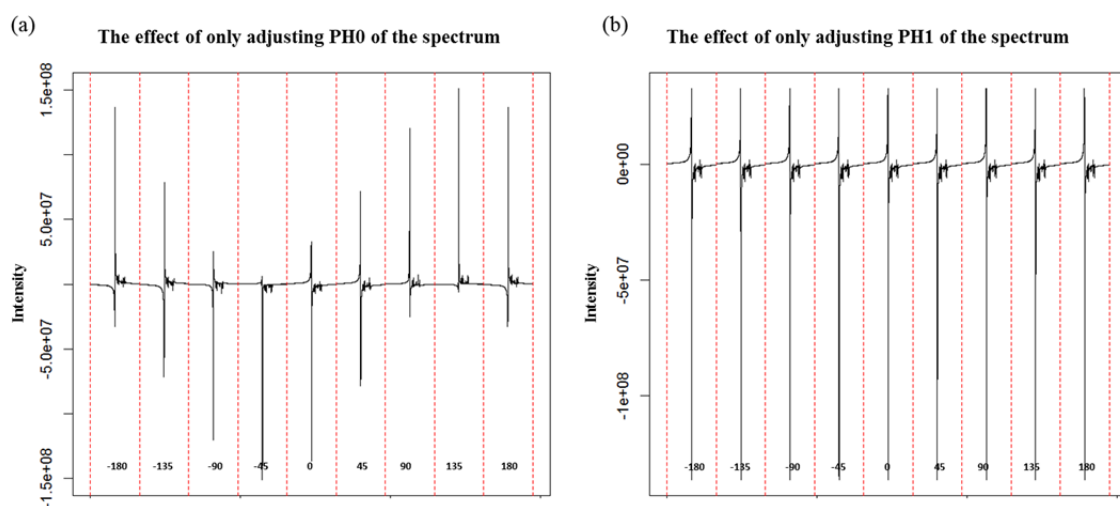 (a)
The effect of only adjusting PH0 of the spectrum
1.5e+08
5.0e+07
-5.0e+07
-1.5e+08
Intensity
-180 -135 -90 -45 0 45 90 135 180
(b)
The effect of only adjusting PH1 of the spectrum
0e+00
-5e+07
-1e+08
Intensity
-180 -135 -90 -45 0 45 90 135 180